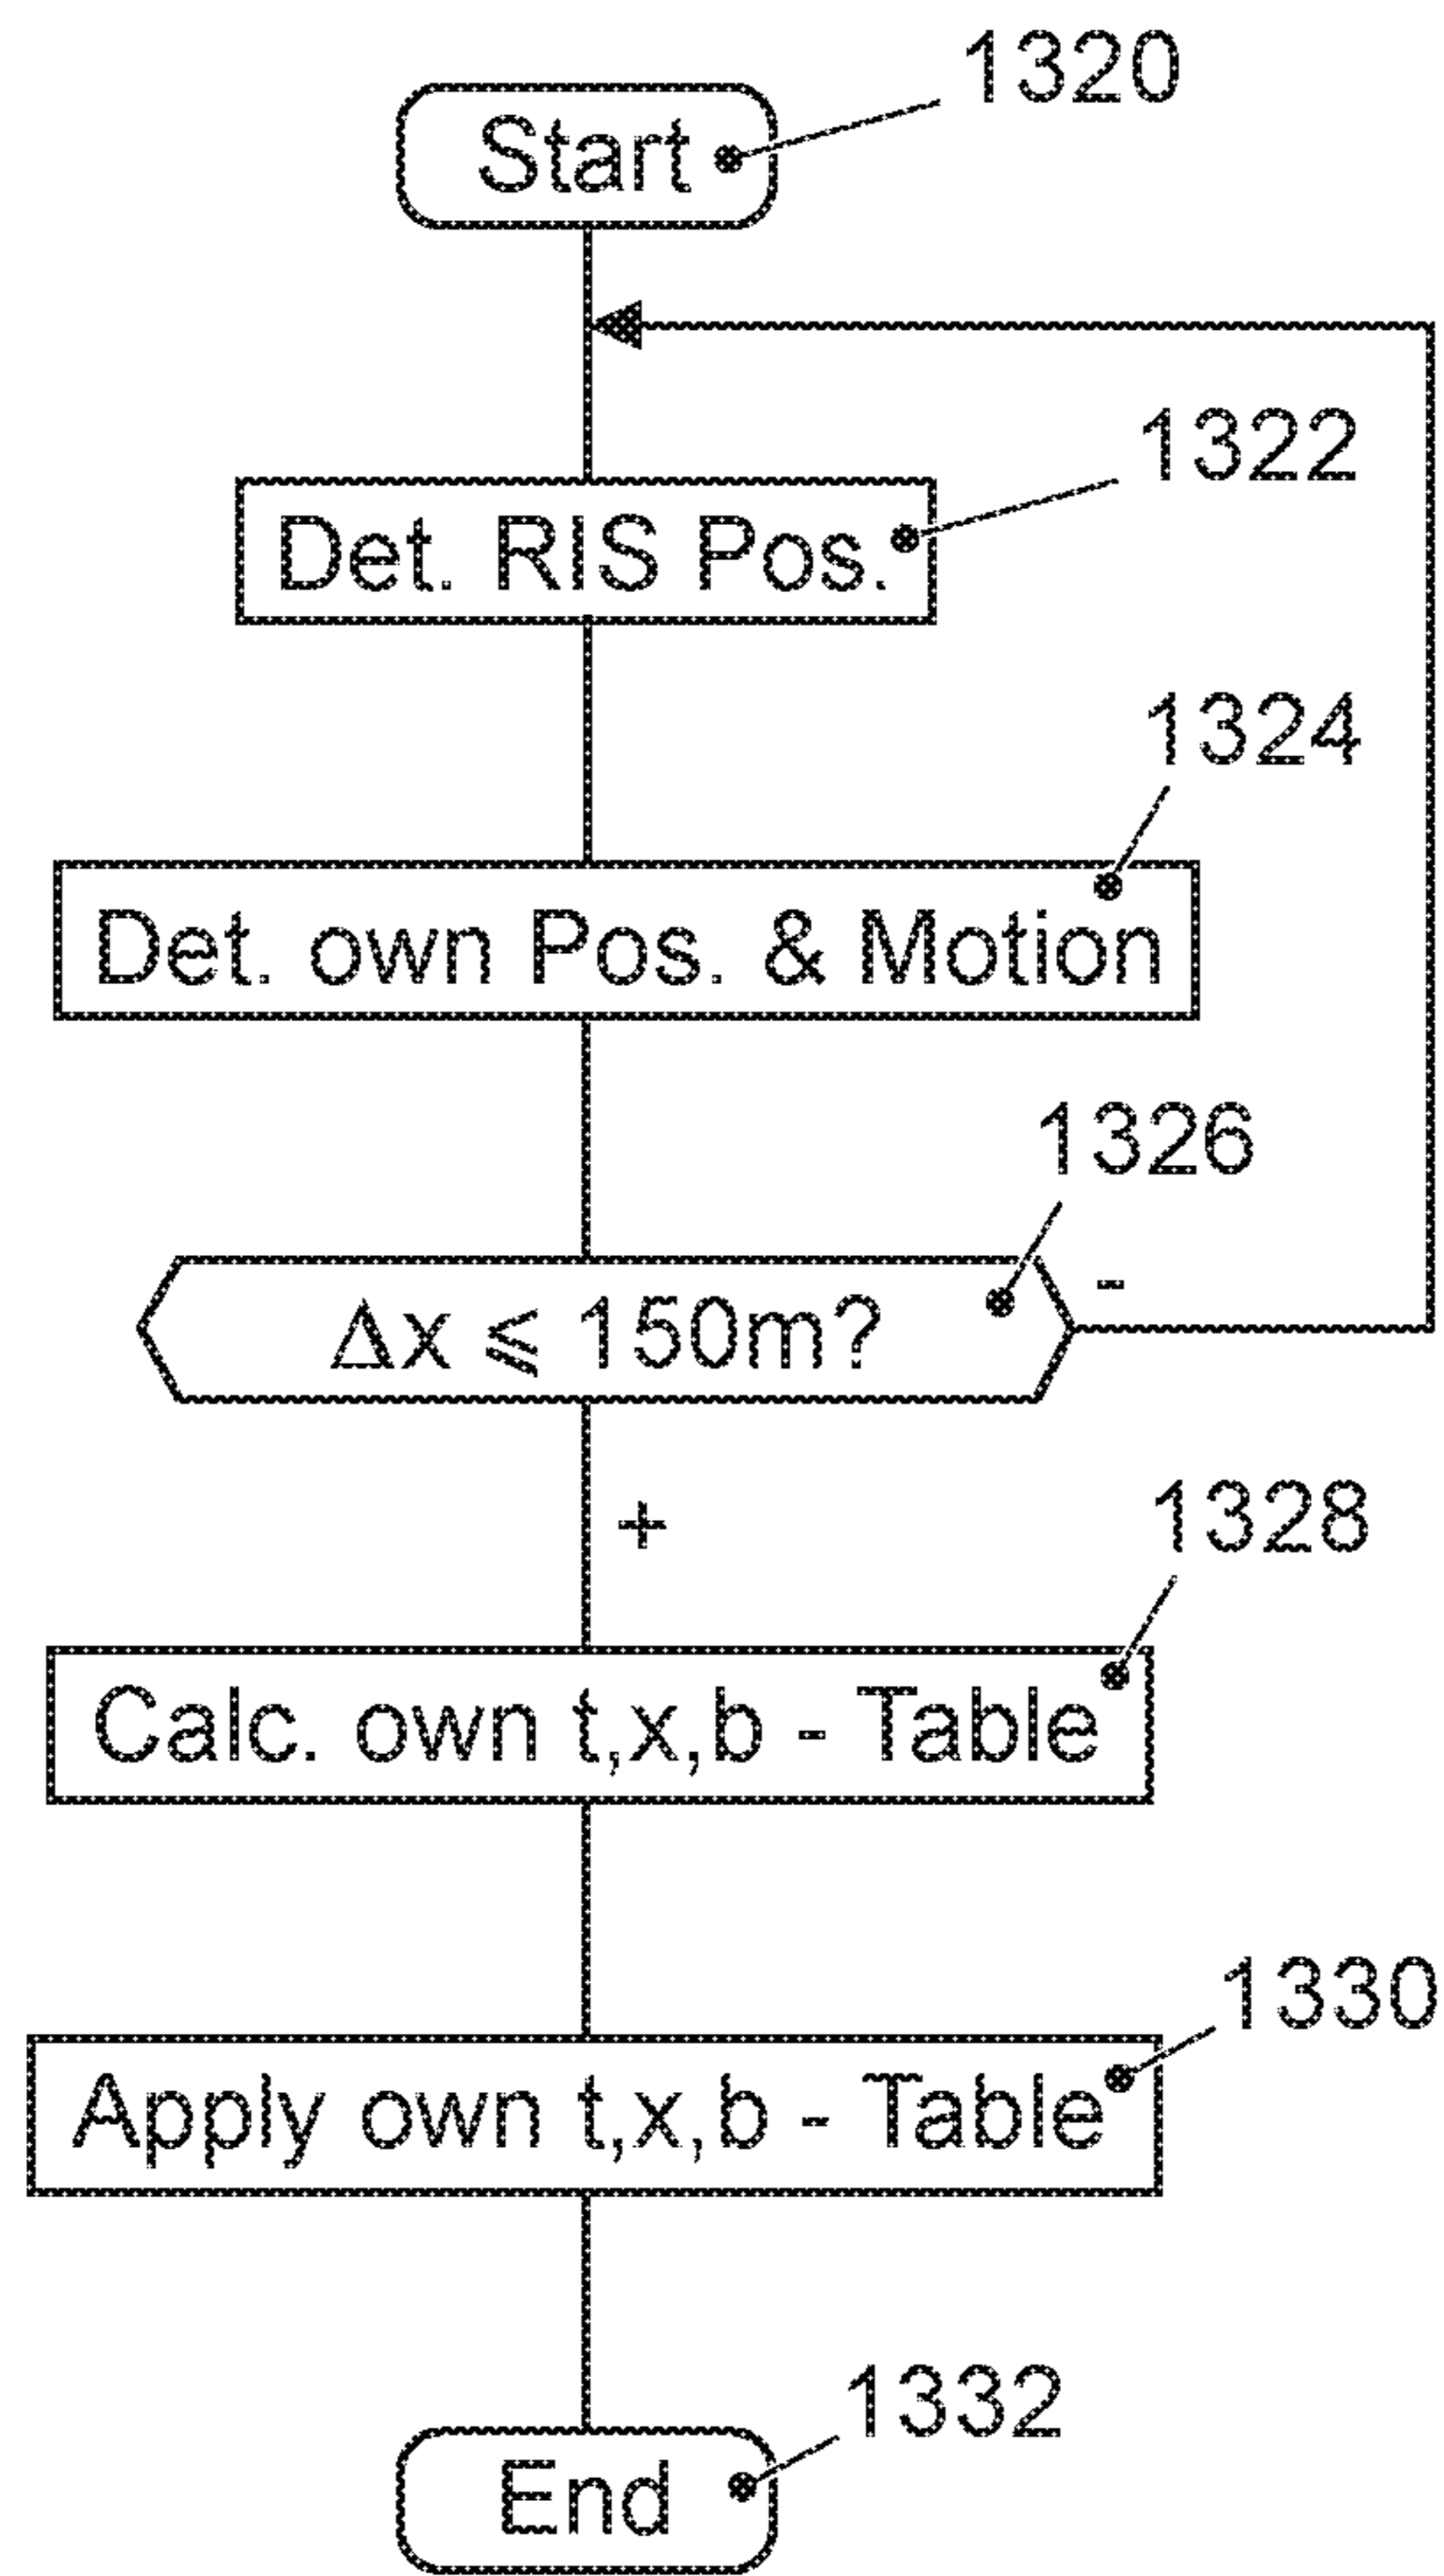 1320
Start
1322
Det. RIS Pos.
1324
Det. own Pos. & Motion
1326
-
Δx ⩽ 150m?
+
1328
Calc. own t,x,b - Table
1330
Apply own t,x,b - Table
1332
End